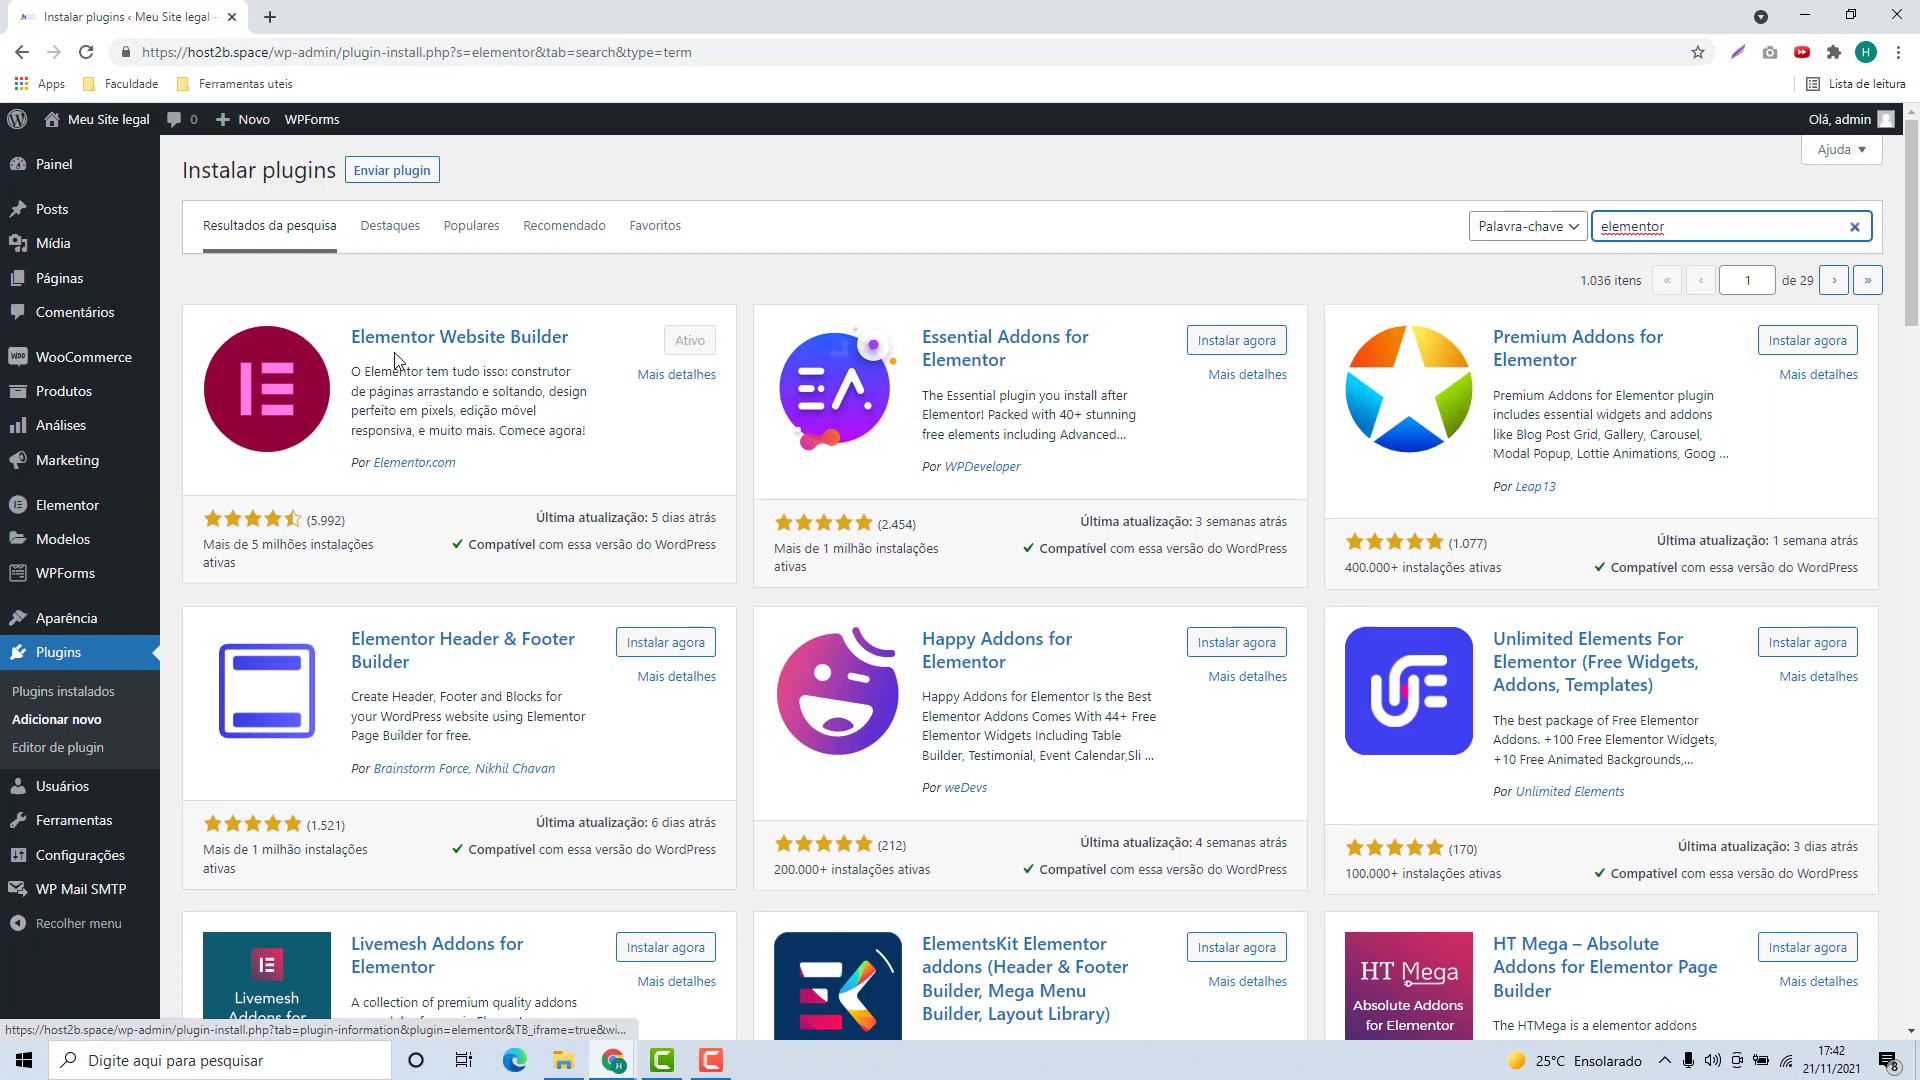 Instalar plugins ‹ Meu Site legal -
https://host2b.space/wp-admin/plugin-install.php?s=elementor&tab=search&type=term
H
Apps
Faculdade
Ferramentas uteis
Lista de leitura
Meu Site legal
0
Novo
WPForms
Olá, admin
Painel
Posts
Mídia
Páginas
Comentários
WooCommerce
Produtos
Análises
Marketing
Elementor
Modelos
WPForms
Aparência
Plugins
Plugins instalados
Adicionar novo
Editor de plugin
Usuários
Ferramentas
Configurações
WP Mail SMTP
Recolher menu
Ajuda
Instalar plugins
Enviar plugin
Resultados da pesquisa
Destaques
Populares
Recomendado
Favoritos
Palavra-chave
elementor
1.036 itens
«
‹
1
de 29
›
»
Elementor Website Builder
Ativo
Mais detalhes
O Elementor tem tudo isso: construtor
de páginas arrastando e soltando, design
perfeito em pixels, edição móvel
responsiva, e muito mais. Comece agora!
Por Elementor.com
(5.992)
Mais de 5 milhões instalações
ativas
Última atualização: 5 dias atrás
Compatível com essa versão do WordPress
Essential Addons for
Elementor
Instalar agora
Mais detalhes
The Essential plugin you install after
Elementor! Packed with 40+ stunning
free elements including Advanced...
Por WPDeveloper
(2.454)
Mais de 1 milhão instalações
ativas
Última atualização: 3 semanas atrás
Compatível com essa versão do WordPress
Premium Addons for
Elementor
Instalar agora
Mais detalhes
Premium Addons for Elementor plugin
includes essential widgets and addons
like Blog Post Grid, Gallery, Carousel,
Modal Popup, Lottie Animations, Goog ...
Por Leap13
(1.077)
400.000+ instalações ativas
Última atualização: 1 semana atrás
Compatível com essa versão do WordPress
Elementor Header & Footer
Builder
Instalar agora
Mais detalhes
Create Header, Footer and Blocks for
your WordPress website using Elementor
Page Builder for free.
Por Brainstorm Force, Nikhil Chavan
(1.521)
Mais de 1 milhão instalações
ativas
Última atualização: 6 dias atrás
Compatível com essa versão do WordPress
Happy Addons for
Elementor
Instalar agora
Mais detalhes
Happy Addons for Elementor Is the Best
Elementor Addons Comes With 44+ Free
Elementor Widgets Including Table
Builder, Testimonial, Event Calendar,Sli ...
Por weDevs
(212)
200.000+ instalações ativas
Última atualização: 4 semanas atrás
Compatível com essa versão do WordPress
Unlimited Elements For
Elementor (Free Widgets,
Addons, Templates)
Instalar agora
Mais detalhes
The best package of Free Elementor
Addons. +100 Free Elementor Widgets,
+10 Free Animated Backgrounds,...
Por Unlimited Elements
(170)
100.000+ instalações ativas
Última atualização: 3 dias atrás
Compatível com essa versão do WordPress
Livemesh
Addons for
Livemesh Addons for
Elementor
Instalar agora
Mais detalhes
A collection of premium quality addons
ElementsKit Elementor
addons (Header & Footer
Builder, Mega Menu
Builder, Layout Library)
Instalar agora
Mais detalhes
HT Mega
Absolute Addons
for Elementor
HT Mega – Absolute
Addons for Elementor Page
Builder
Instalar agora
Mais detalhes
The HTMega is a elementor addons
https://host2b.space/wp-admin/plugin-install.php?tab=plugin-information&plugin=elementor&TB_iframe=true&wi...
Digite aqui para pesquisar
25°C Ensolarado
17:42
21/11/2021
8